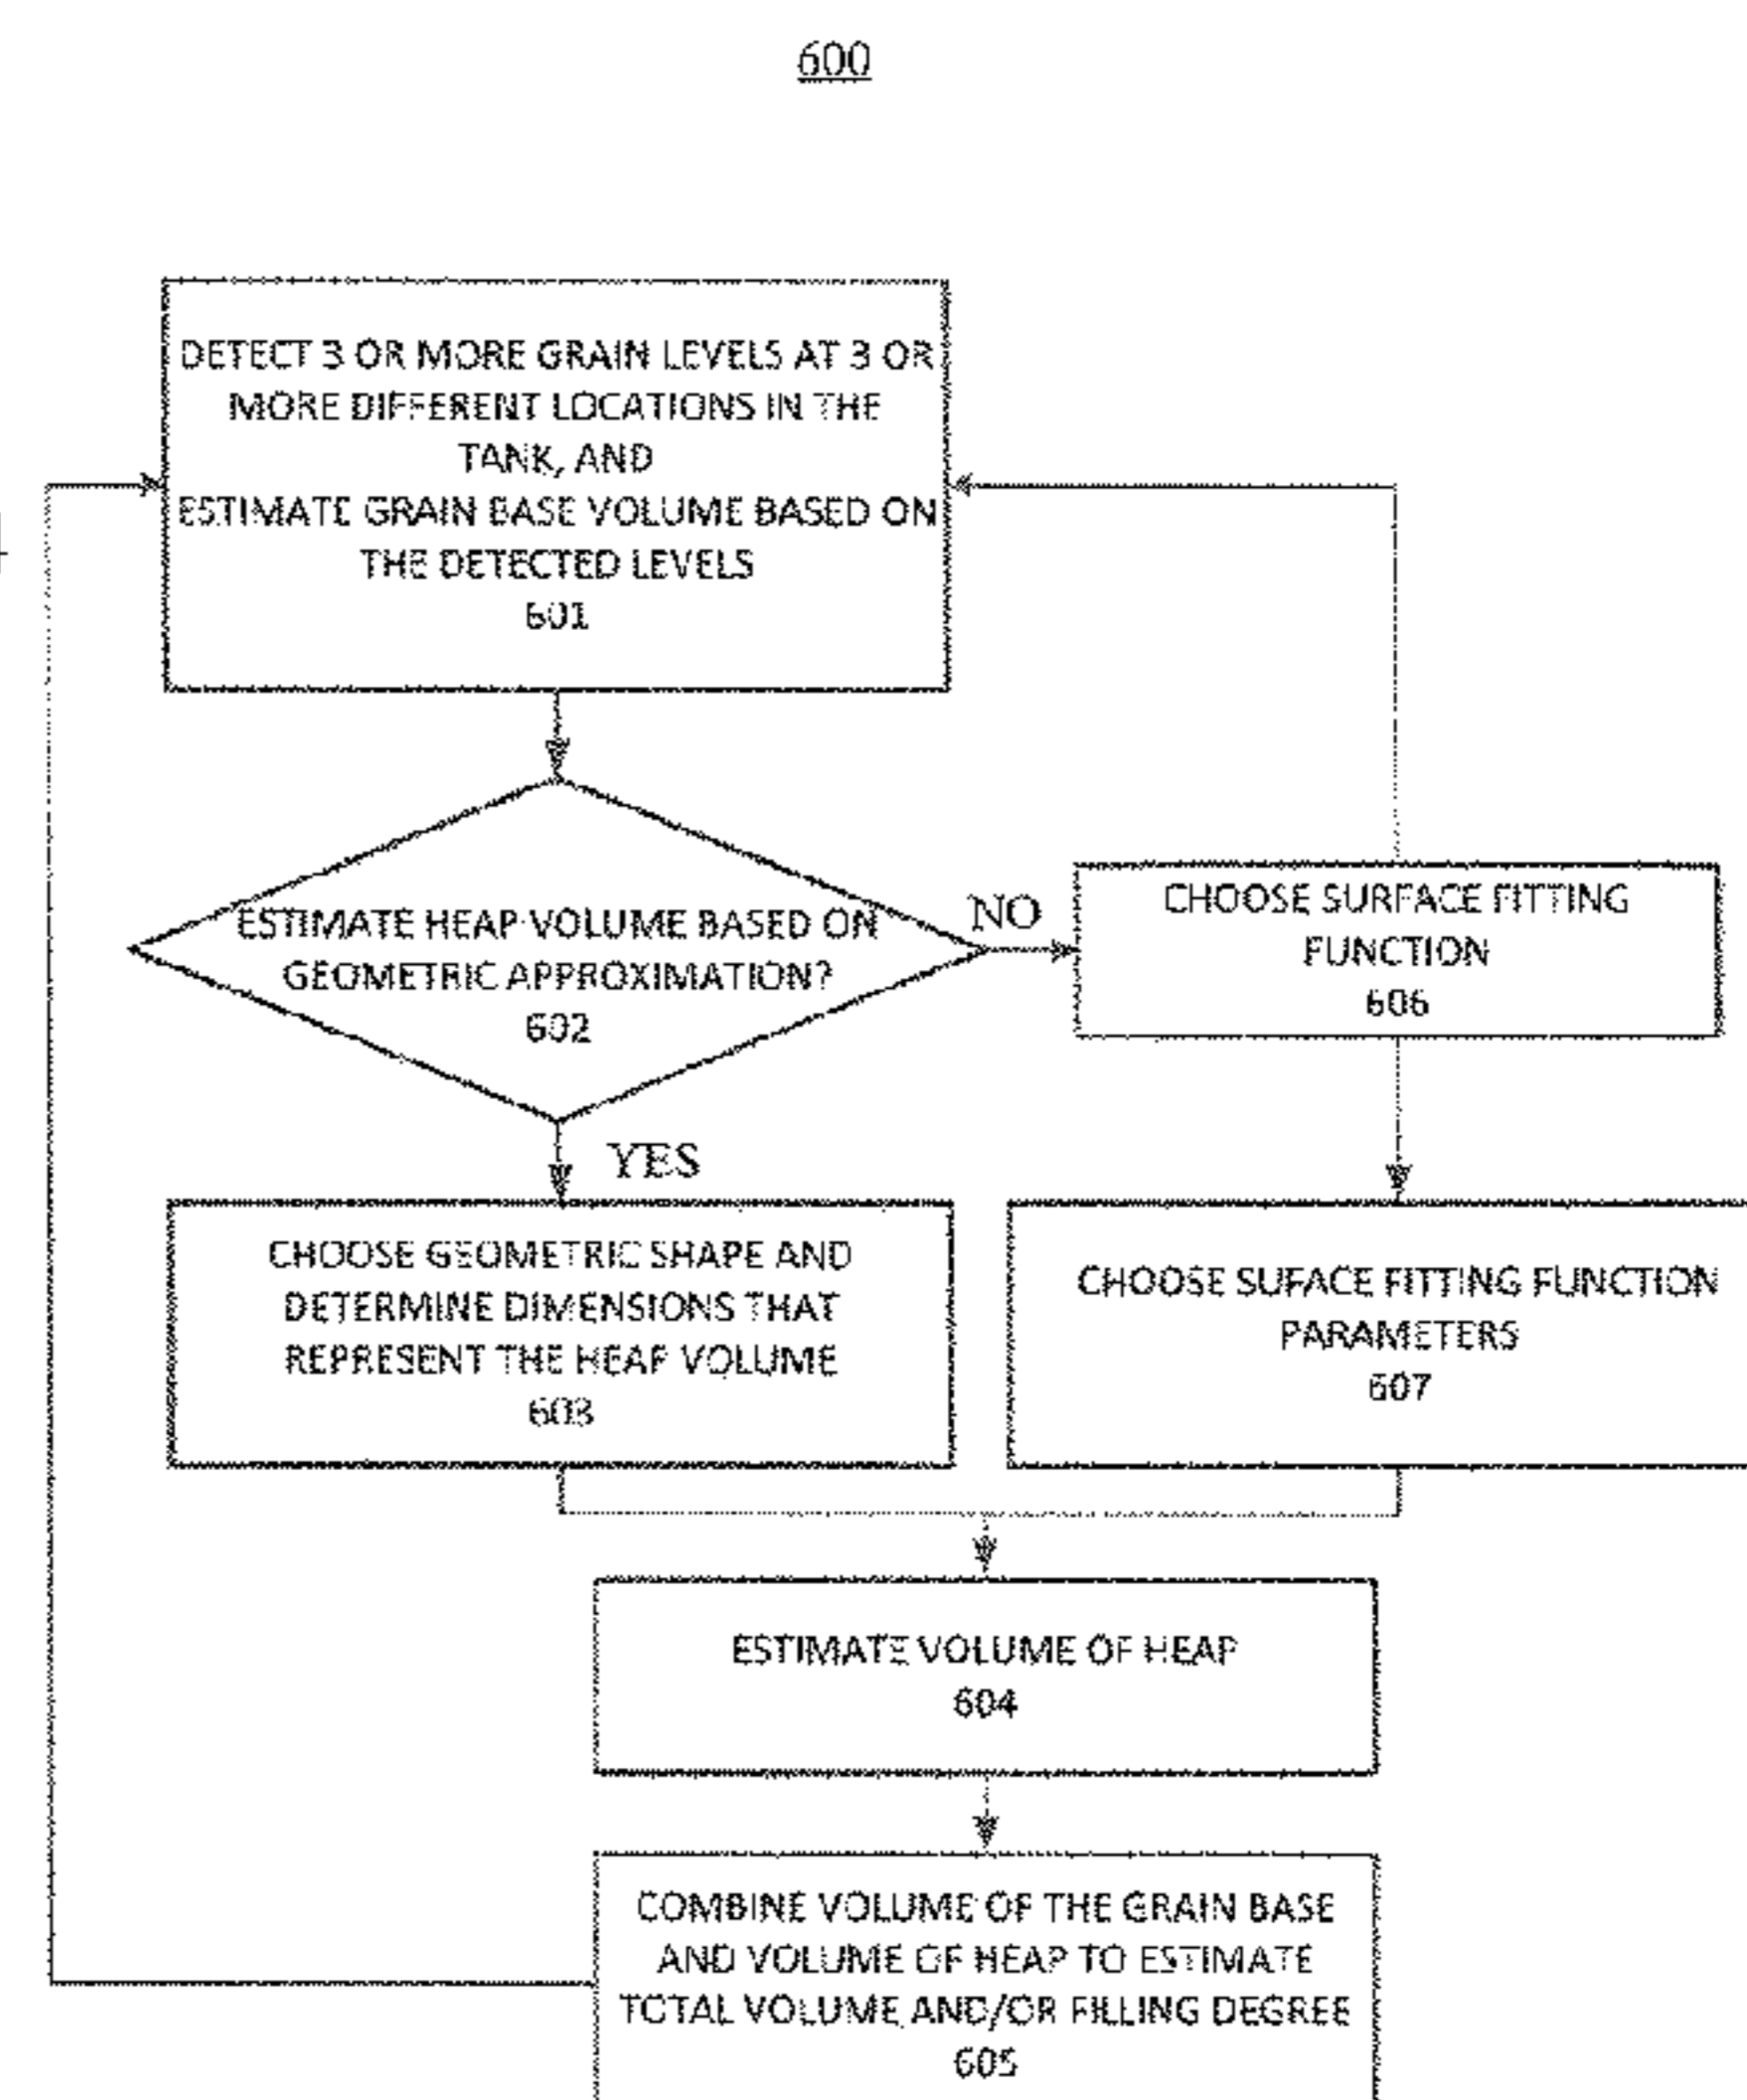 600
DETECT 3 OR MORE GRAIN LEVELS AT 3 OR
MORE DIFFERENT LOCATIONS IN THE
TANK, AND
ESTIMATE GRAIN BASE VOLUME BASED ON
THE DETECTED LEVELS
601
ESTIMATE HEAP VOLUME BASED ON
GEOMETRIC APPROXIMATION?
602
NO
CHOOSE SURFACE FITTING
FUNCTION
606
YES
CHOOSE GEOMETRIC SHAPE AND
DETERMINE DIMENSIONS THAT
REPRESENT THE HEAP VOLUME
603
CHOOSE SUFACE FITTING FUNCTION
PARAMETERS
607
ESTIMATE VOLUME OF HEAP
604
COMBINE VOLUME OF THE GRAIN BASE
AND VOLUME OF HEAP TO ESTIMATE
TOTAL VOLUME AND/OR FILLING DEGREE
605